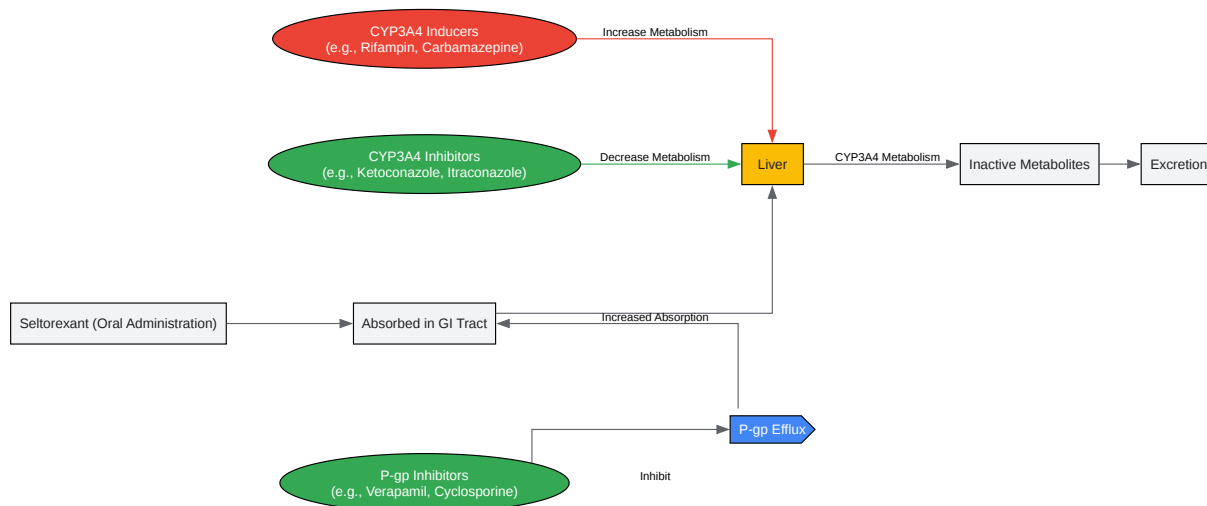 CYP3A4 Inducers
(e.g., Rifampin, Carbamazepine)
Increase Metabolism
CYP3A4 Inhibitors
(e.g., Ketoconazole, Itraconazole)
Decrease Metabolism
Liver
CYP3A4 Metabolism
Inactive Metabolites
Excretion
Seltorexant (Oral Administration)
Absorbed in GI Tract
Increased Absorption
P-gp Efflux
P-gp Inhibitors
(e.g., Verapamil, Cyclosporine)
Inhibit